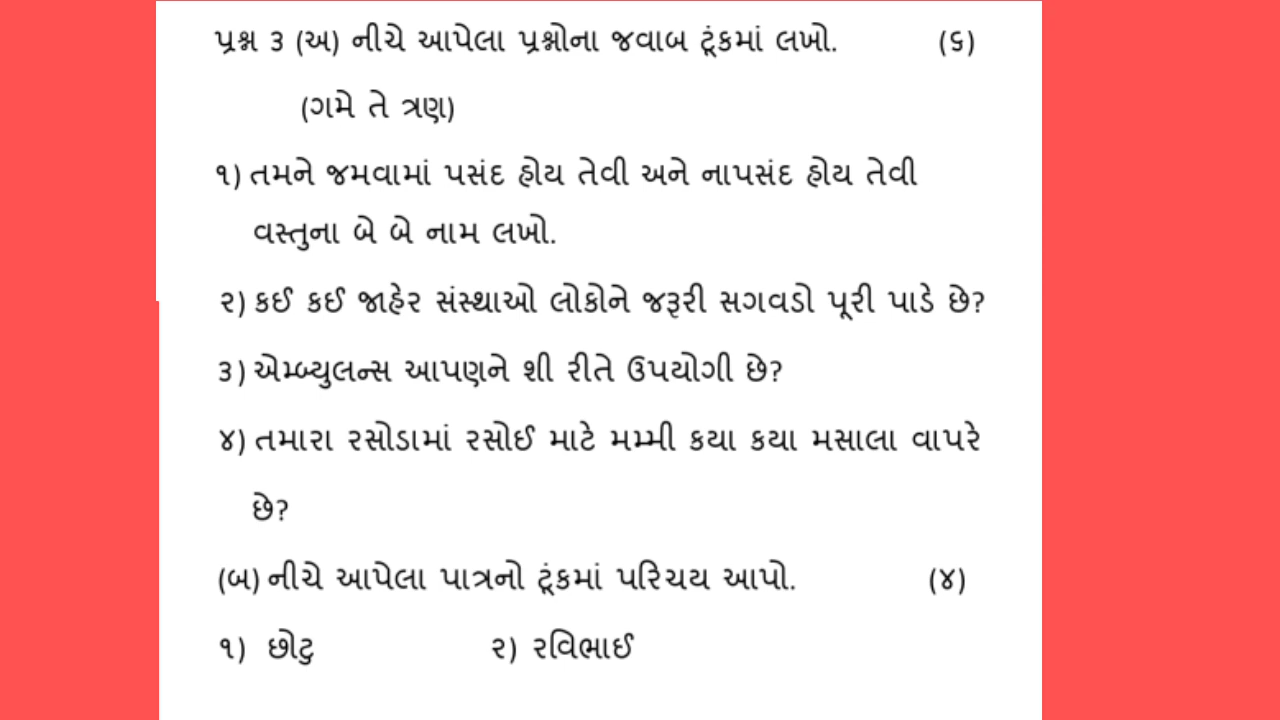 પ્રશ્ન ૩ (અ) નીચે આપેલા પ્રશ્નોના જવાબ ટૂંકમાં લખો. (૬)
(ગમે તે ત્રણ)
૧) તમને જમવામાં પસંદ હોય તેવી અને નાપસંદ હોય તેવી
વસ્તુના બે બે નામ લખો.
૨) કઈ કઈ જાહેર સંસ્થાઓ લોકોને જરૂરી સગવડો પૂરી પાડે છે?
૩) એમ્બ્યુલન્સ આપણને શી રીતે ઉપયોગી છે?
૪) તમારા રસોડામાં રસોઈ માટે મમ્મી કયા કયા મસાલા વાપરે
છે?
(બ) નીચે આપેલા પાત્રનો ટૂંકમાં પરિચય આપો. (૪)
૧) છોટુ ૨) રવિભાઈ